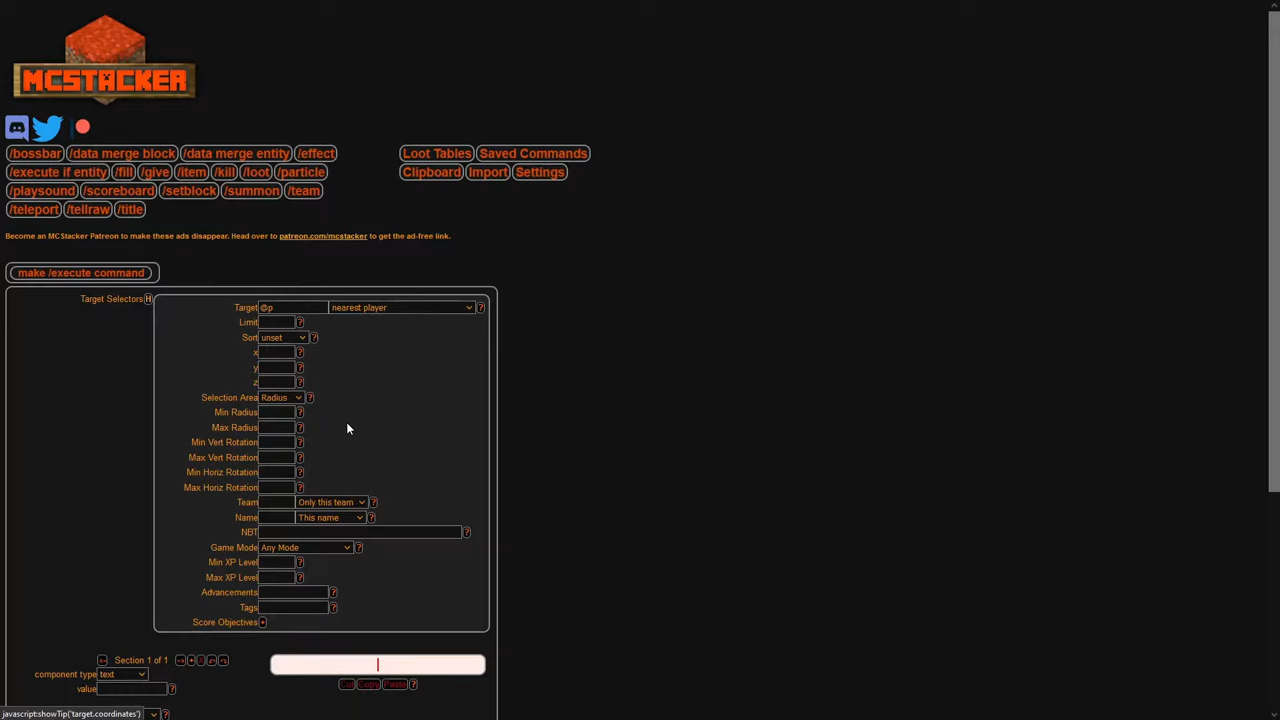 MCSTACKER
/bossbar /data merge block /data merge entity /effect
Loot Tables Saved Commands
/execute if entity /fill /give /item /kill /loot /particle
Clipboard Import Settings
/playsound /scoreboard /setblock /summon /team
/teleport /tellraw /title
Become an MCStacker Patreon to make these ads disappear. Head over to patreon.com/mcstacker to get the ad-free link.
make /execute command
Target Selectors H
Target @p nearest player ?
Limit ?
Sort unset ?
x ?
y ?
z ?
Selection Area Radius ?
Min Radius ?
Max Radius ?
Min Vert Rotation ?
Max Vert Rotation ?
Min Horiz Rotation ?
Max Horiz Rotation ?
Team Only this team ?
Name This name ?
NBT ?
Game Mode Any Mode ?
Min XP Level ?
Max XP Level ?
Advancements ?
Tags ?
Score Objectives +
Section 1 of 1
component type text
Cut Copy Paste ?
value ?
javascript:showTip("target.coordinates") ?